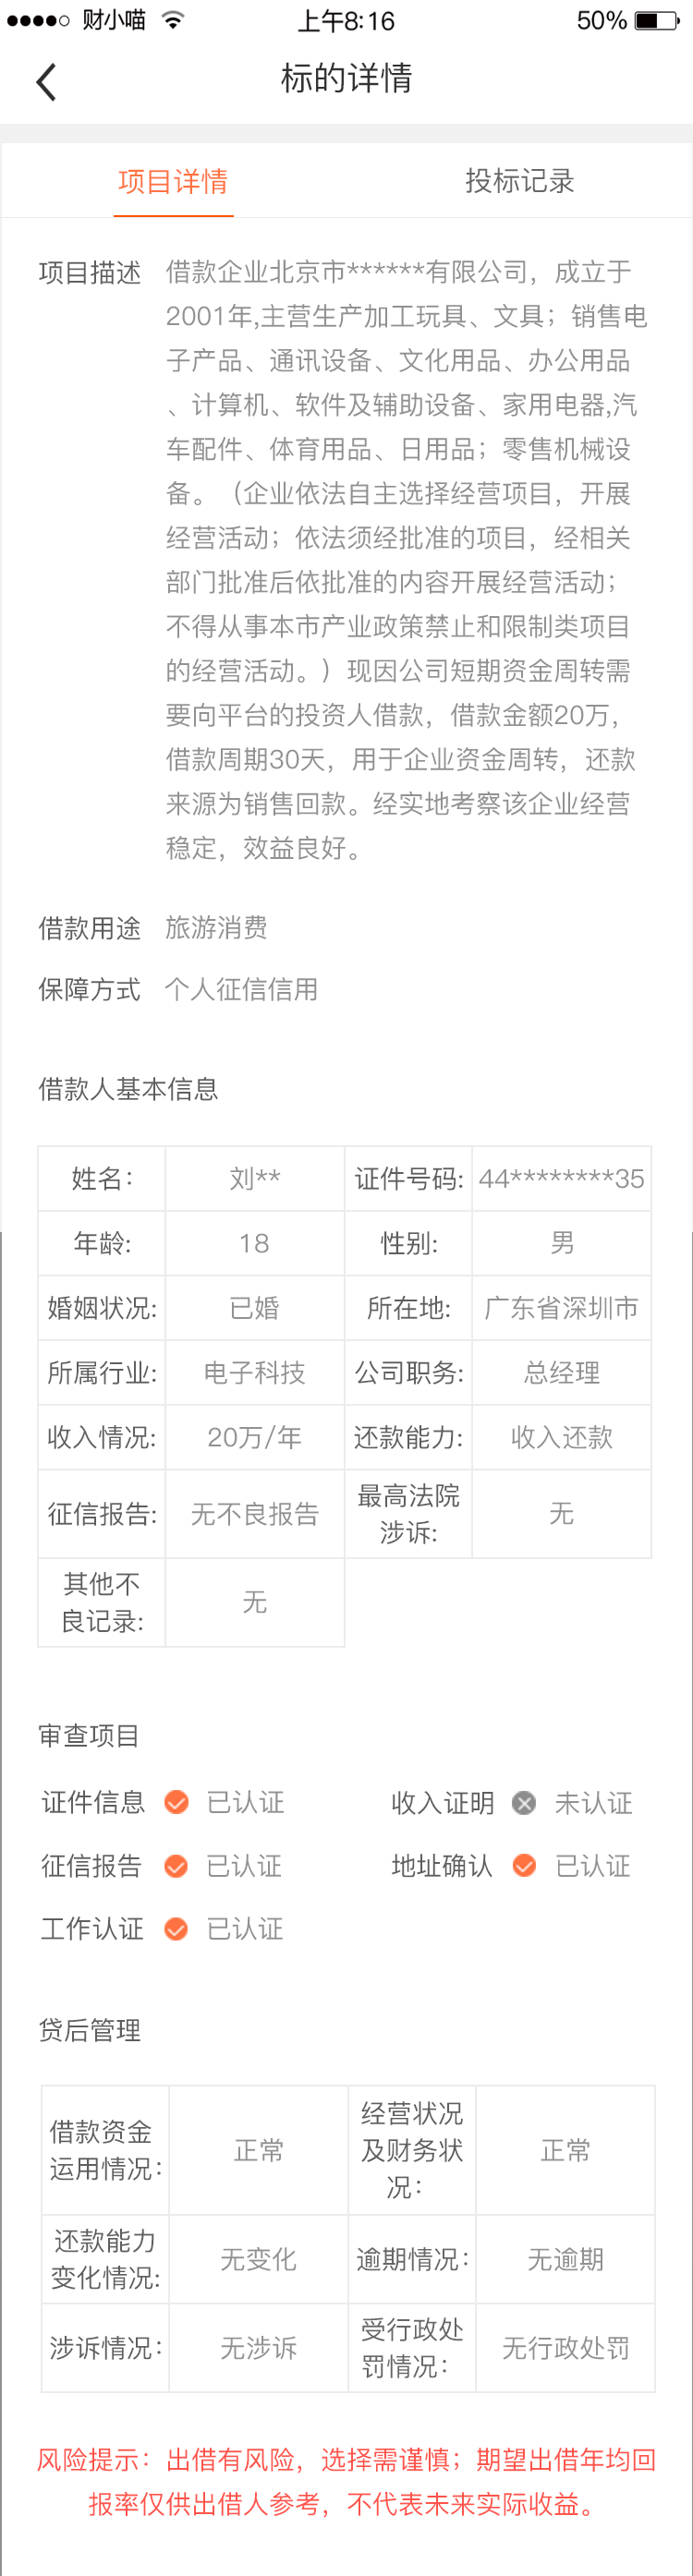 财小喵 上午8:16 50%
标的详情
项目详情 投标记录
项目描述 借款企业北京市******有限公司，成立于
2001年,主营生产加工玩具、文具；销售电
子产品、通讯设备、文化用品、办公用品
、计算机、软件及辅助设备、家用电器,汽
车配件、体育用品、日用品；零售机械设
备。（企业依法自主选择经营项目，开展
经营活动；依法须经批准的项目，经相关
部门批准后依批准的内容开展经营活动；
不得从事本市产业政策禁止和限制类项目
的经营活动。）现因公司短期资金周转需
要向平台的投资人借款，借款金额20万，
借款周期30天，用于企业资金周转，还款
来源为销售回款。经实地考察该企业经营
稳定，效益良好。
借款用途 旅游消费
保障方式 个人征信信用
借款人基本信息
姓名： 刘** 证件号码: 44********35
年龄: 18 性别: 男
婚姻状况: 已婚 所在地: 广东省深圳市
所属行业: 电子科技 公司职务: 总经理
收入情况: 20万/年 还款能力: 收入还款
征信报告: 无不良报告 最高法院
涉诉: 无
其他不
良记录: 无
审查项目
证件信息 已认证 收入证明 未认证
征信报告 已认证 地址确认 已认证
工作认证 已认证
贷后管理
借款资金
运用情况： 正常 经营状况
及财务状
况： 正常
还款能力
变化情况: 无变化 逾期情况： 无逾期
涉诉情况： 无涉诉 受行政处
罚情况： 无行政处罚
风险提示：出借有风险，选择需谨慎；期望出借年均回
报率仅供出借人参考，不代表未来实际收益。